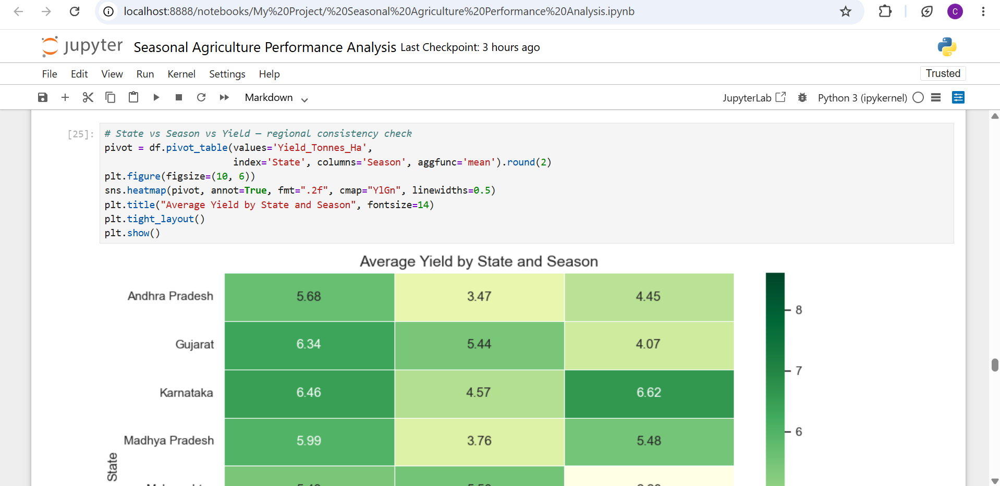 localhost:8888/notebooks/My%20Project/%20Seasonal%20Agriculture%20Performance%20Analysis.ipynb
C
jupyter Seasonal Agriculture Performance Analysis Last Checkpoint: 3 hours ago
File Edit View Run Kernel Settings Help
Trusted
Markdown
JupyterLab
Python 3 (ipykernel)
[25]:
# State vs Season vs Yield — regional consistency check
pivot = df.pivot_table(values='Yield_Tonnes_Ha',
index='State', columns='Season', aggfunc='mean').round(2)
plt.figure(figsize=(10, 6))
sns.heatmap(pivot, annot=True, fmt=".2f", cmap="YlGn", linewidths=0.5)
plt.title("Average Yield by State and Season", fontsize=14)
plt.tight_layout()
plt.show()
Average Yield by State and Season
Andhra Pradesh 5.68 3.47 4.45
8
Gujarat 6.34 5.44 4.07
7
Karnataka 6.46 4.57 6.62
6
Madhya Pradesh 5.99 3.76 5.48
State